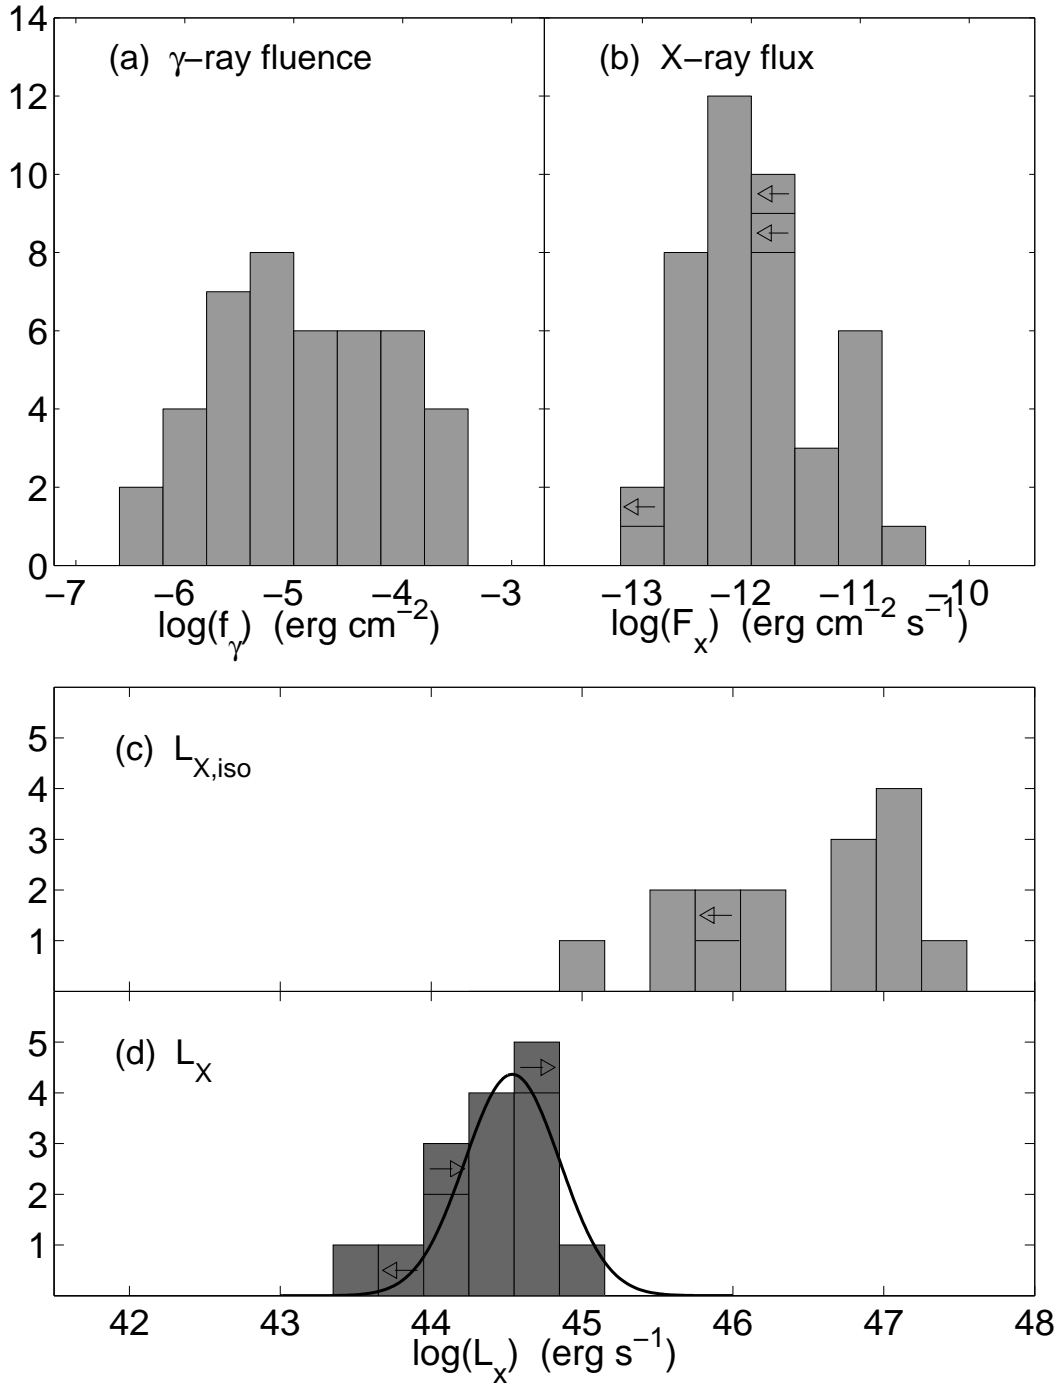 14
12
10
8
6
4
2
0
(a) γ−ray fluence
(b) X−ray flux
−7 −6 −5 −4 −3
−13 −12 −11 −10
log(fγ) (erg cm−2)
log(Fx) (erg cm−2 s−1)
5
4
3
2
1
(c) LX,iso
5
4
3
2
1
(d) LX
42 43 44 45 46 47 48
log(Lx) (erg s−1)